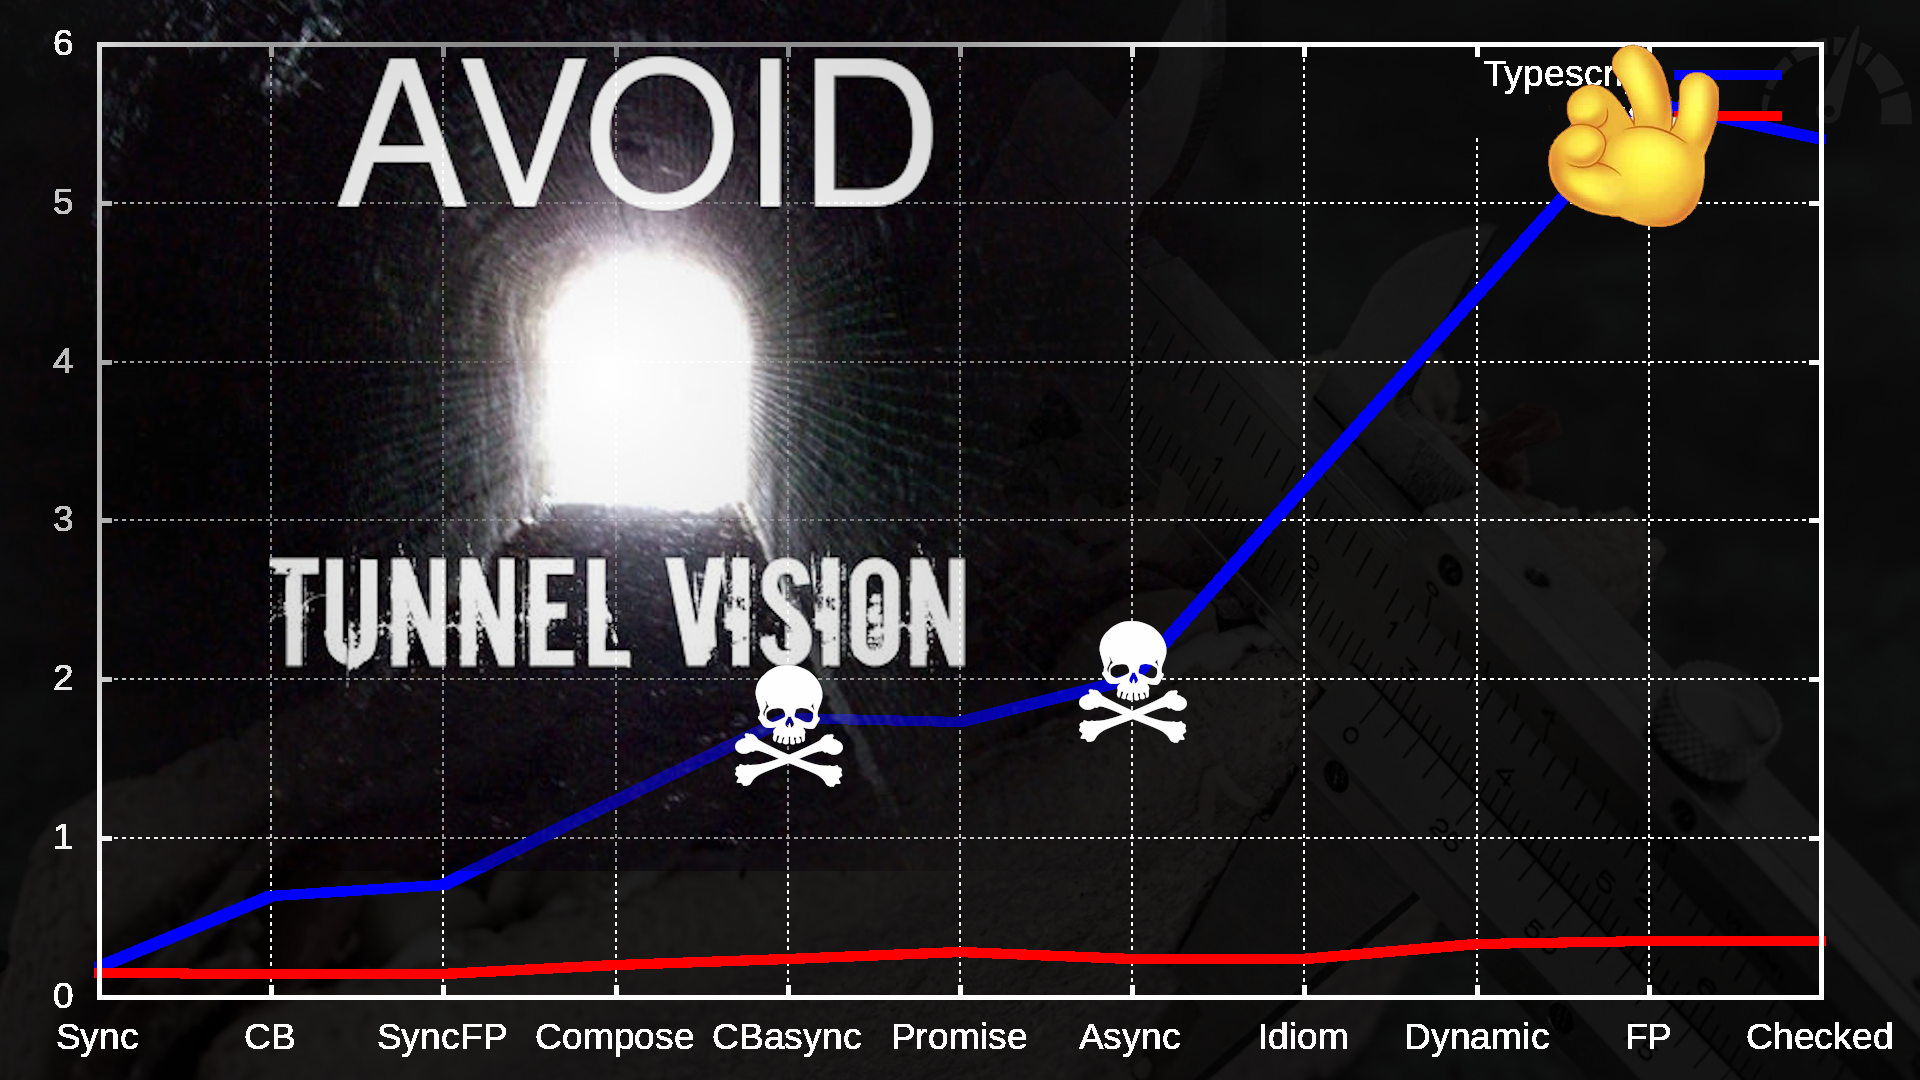 6
AVOID
Typescr
5
4
3
TUNNEL VISION
2
1
0
Sync CB SyncFP Compose CBasync Promise Async Idiom Dynamic FP Checked